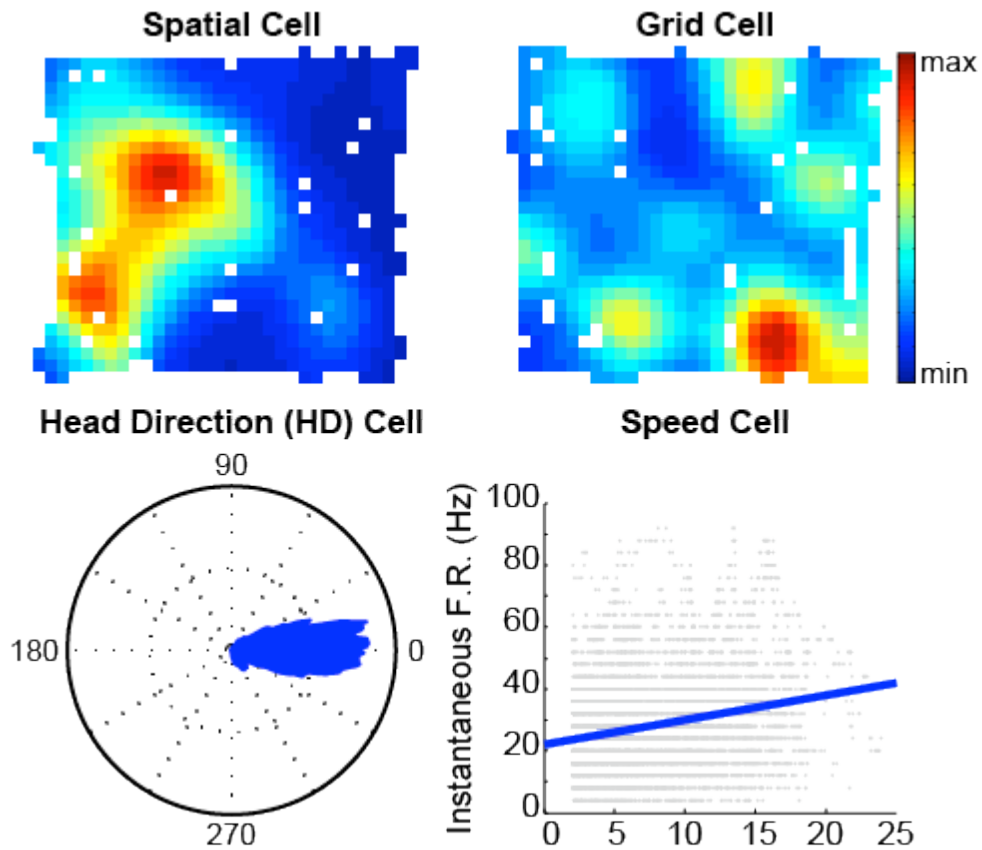 Spatial Cell
Grid Cell
max
min
Head Direction (HD) Cell
Speed Cell
90
180
0
270
Instantaneous F.R. (Hz)
100
80
60
40
20
0
0 5 10 15 20 25